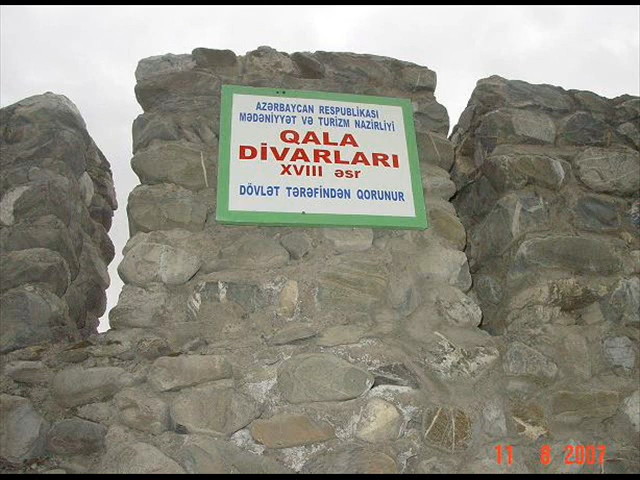 AZƏRBAYCAN RESPUBLİKASI
MƏDƏNİYYƏT VƏ TURİZM NAZİRLİYİ
QALA
DİVARLARI
XVIII əsr
DÖVLƏT TƏRƏFİNDƏN QORUNUR
11 8 2007